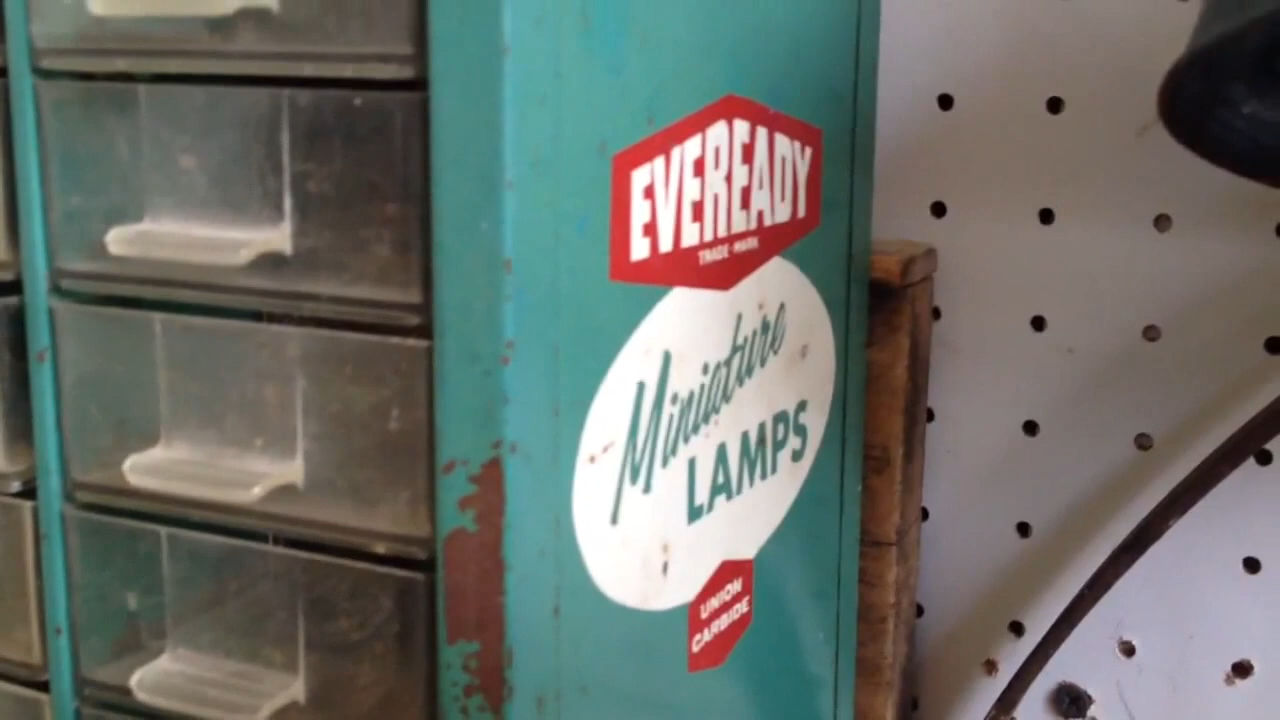 EVEREADY
TRADE-MARK
Miniature
LAMPS
UNION
CARBIDE